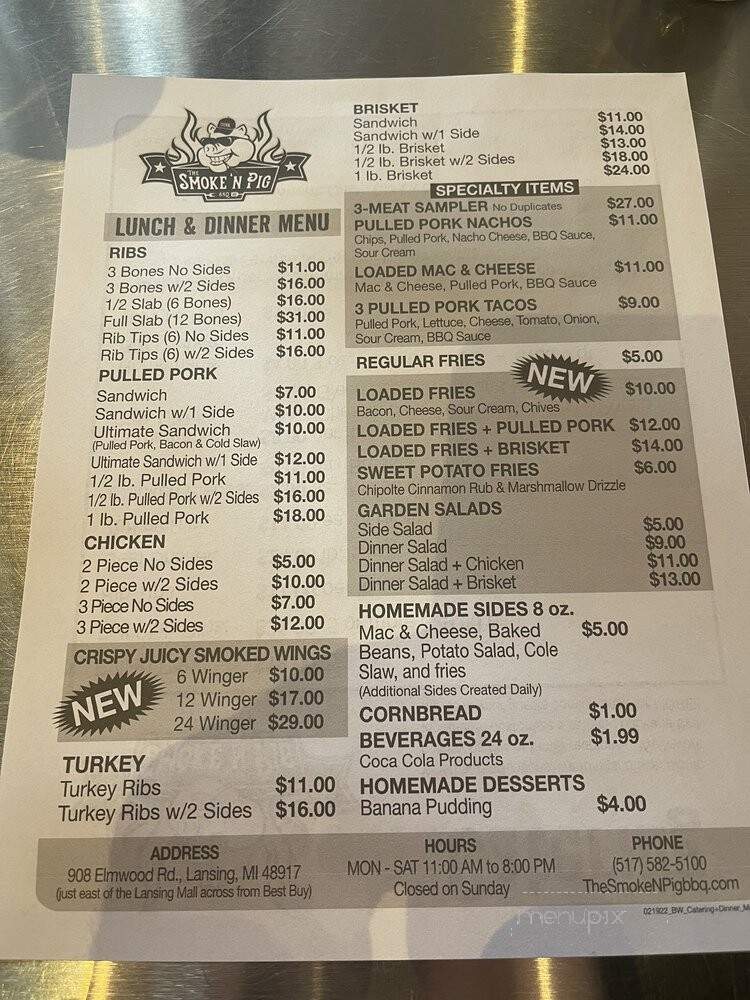 THE
SMOKE 'N PIG
BBQ
LUNCH & DINNER MENU
RIBS
3 Bones No Sides $11.00
3 Bones w/2 Sides $16.00
1/2 Slab (6 Bones) $16.00
Full Slab (12 Bones) $31.00
Rib Tips (6) No Sides $11.00
Rib Tips (6) w/2 Sides $16.00
PULLED PORK
Sandwich $7.00
Sandwich w/1 Side $10.00
Ultimate Sandwich $10.00
(Pulled Pork, Bacon & Cold Slaw)
Ultimate Sandwich w/1 Side $12.00
1/2 lb. Pulled Pork $11.00
1/2 lb. Pulled Pork w/2 Sides $16.00
1 lb. Pulled Pork $18.00
CHICKEN
2 Piece No Sides $5.00
2 Piece w/2 Sides $10.00
3 Piece No Sides $7.00
3 Piece w/2 Sides $12.00
CRISPY JUICY SMOKED WINGS
NEW
6 Winger $10.00
12 Winger $17.00
24 Winger $29.00
TURKEY
Turkey Ribs $11.00
Turkey Ribs w/2 Sides $16.00
BRISKET
Sandwich $11.00
Sandwich w/1 Side $14.00
1/2 lb. Brisket $13.00
1/2 lb. Brisket w/2 Sides $18.00
1 lb. Brisket $24.00
SPECIALTY ITEMS
3-MEAT SAMPLER No Duplicates $27.00
PULLED PORK NACHOS $11.00
Chips, Pulled Pork, Nacho Cheese, BBQ Sauce,
Sour Cream
LOADED MAC & CHEESE $11.00
Mac & Cheese, Pulled Pork, BBQ Sauce
3 PULLED PORK TACOS $9.00
Pulled Pork, Lettuce, Cheese, Tomato, Onion,
Sour Cream, BBQ Sauce
REGULAR FRIES $5.00
NEW
LOADED FRIES $10.00
Bacon, Cheese, Sour Cream, Chives
LOADED FRIES + PULLED PORK $12.00
LOADED FRIES + BRISKET $14.00
SWEET POTATO FRIES $6.00
Chipolte Cinnamon Rub & Marshmallow Drizzle
GARDEN SALADS
Side Salad $5.00
Dinner Salad $9.00
Dinner Salad + Chicken $11.00
Dinner Salad + Brisket $13.00
HOMEMADE SIDES 8 oz.
Mac & Cheese, Baked $5.00
Beans, Potato Salad, Cole
Slaw, and fries
(Additional Sides Created Daily)
CORNBREAD $1.00
BEVERAGES 24 oz. $1.99
Coca Cola Products
HOMEMADE DESSERTS
Banana Pudding $4.00
ADDRESS
908 Elmwood Rd., Lansing, MI 48917
(just east of the Lansing Mall across from Best Buy)
HOURS
MON - SAT 11:00 AM to 8:00 PM
Closed on Sunday
PHONE
(517) 582-5100
TheSmokeNPigbbq.com
021922_BW_Catering+Dinner_M
menupix